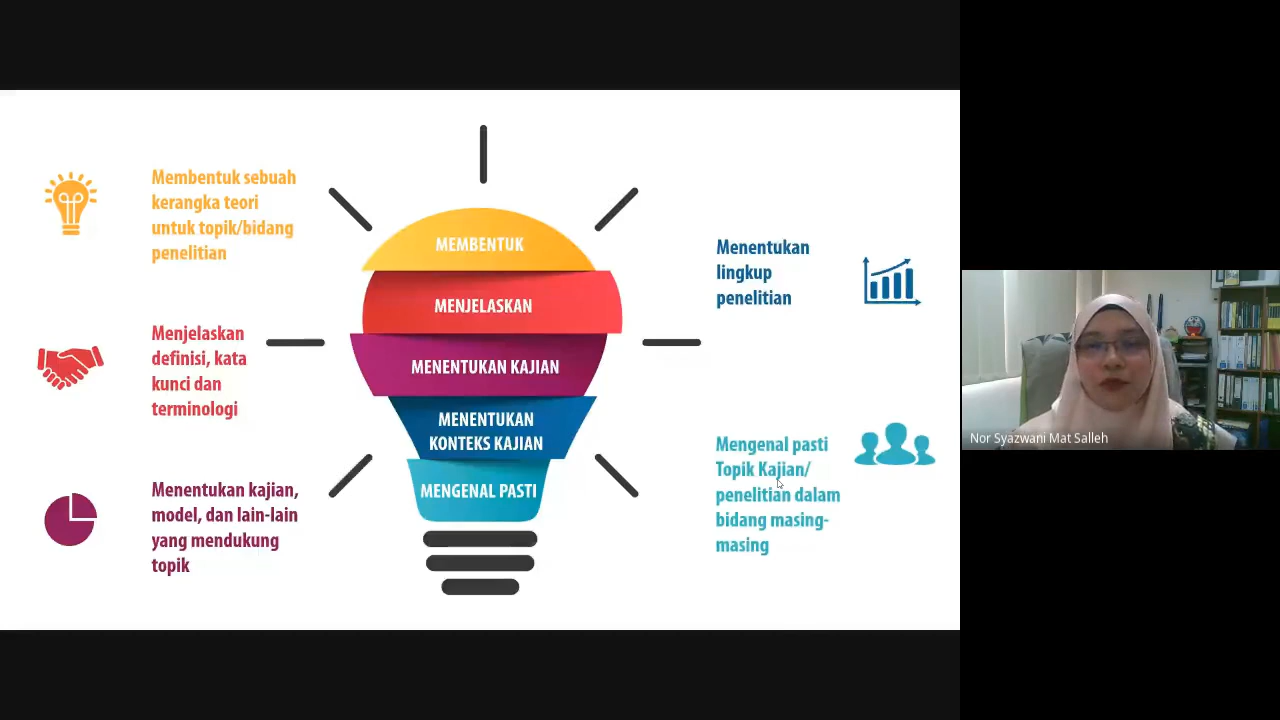 Membentuk sebuah
kerangka teori
untuk topik/bidang
penelitian
Menjelaskan
definisi, kata
kunci dan
terminologi
Menentukan kajian,
model, dan lain-lain
yang mendukung
topik
MEMBENTUK
MENJELASKAN
MENENTUKAN KAJIAN
MENENTUKAN
KONTEKS KAJIAN
MENGENAL PASTI
Menentukan
lingkup
penelitian
Mengenal pasti
Topik Kajian/
penelitian dalam
bidang masing-
masing
Nor Syazwani Mat Salleh